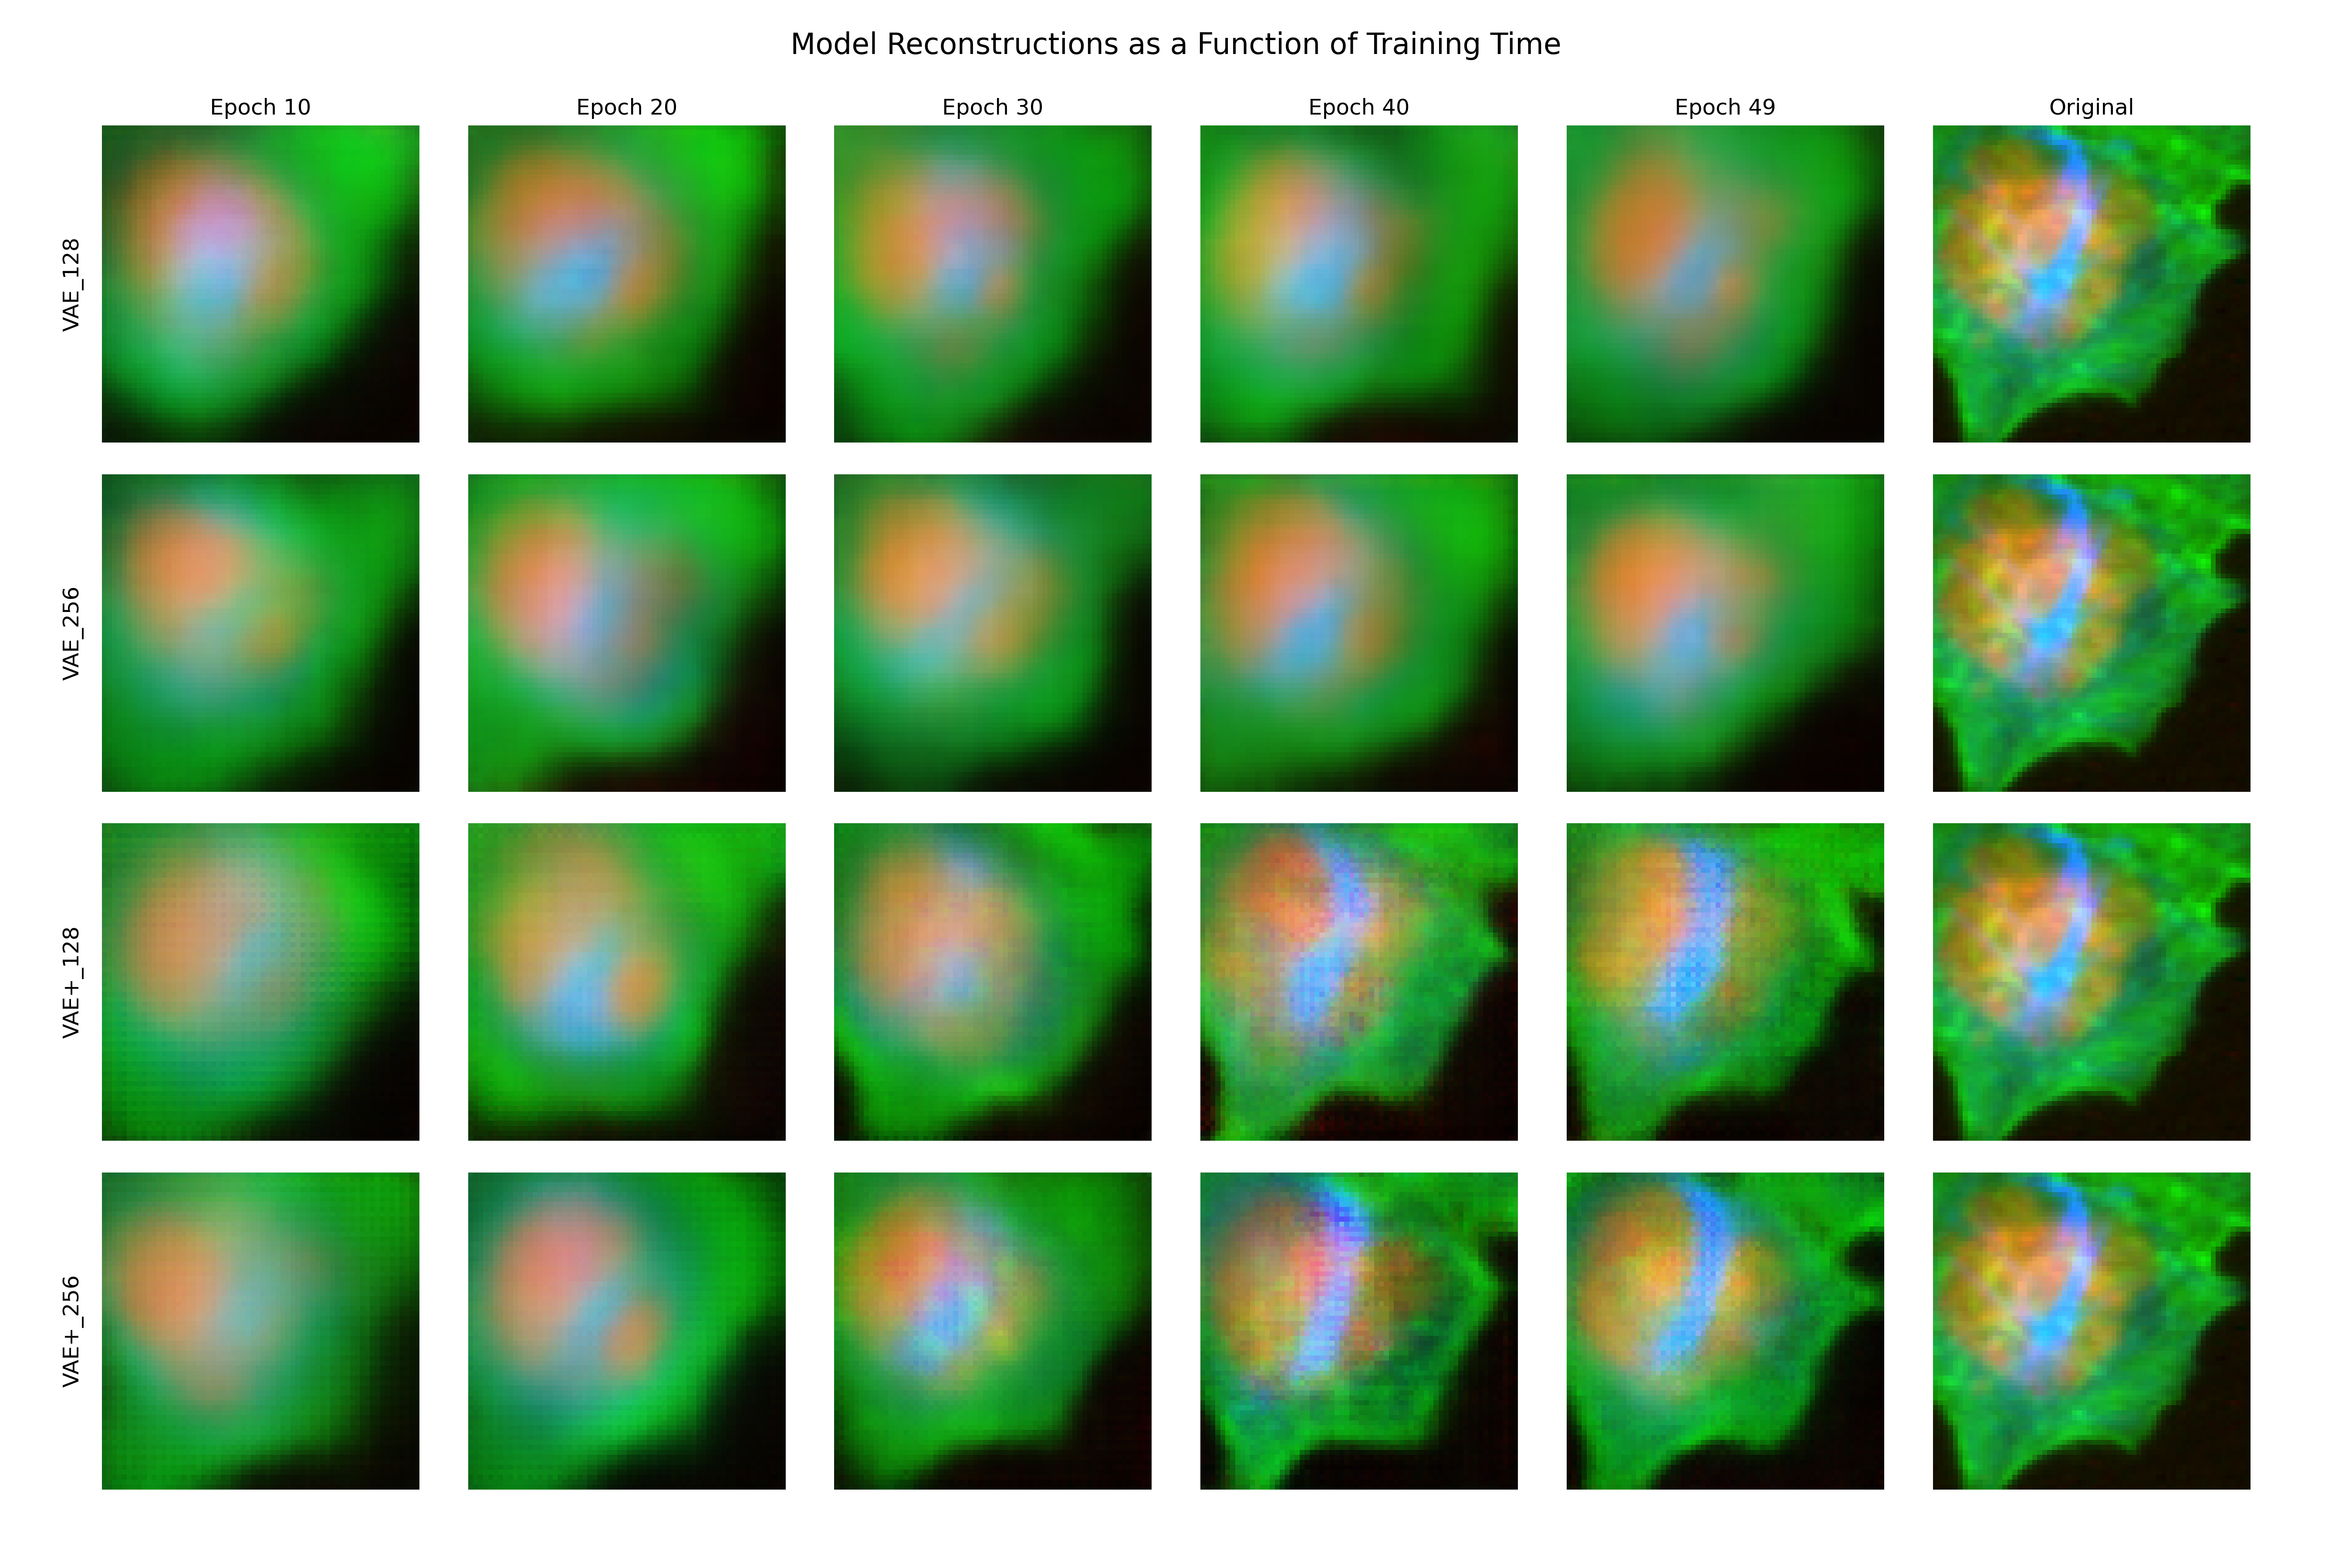 Model Reconstructions as a Function of Training Time
Epoch 10
Epoch 20
Epoch 30
Epoch 40
Epoch 49
Original
VAE_128
VAE_256
VAE+_128
VAE+_256